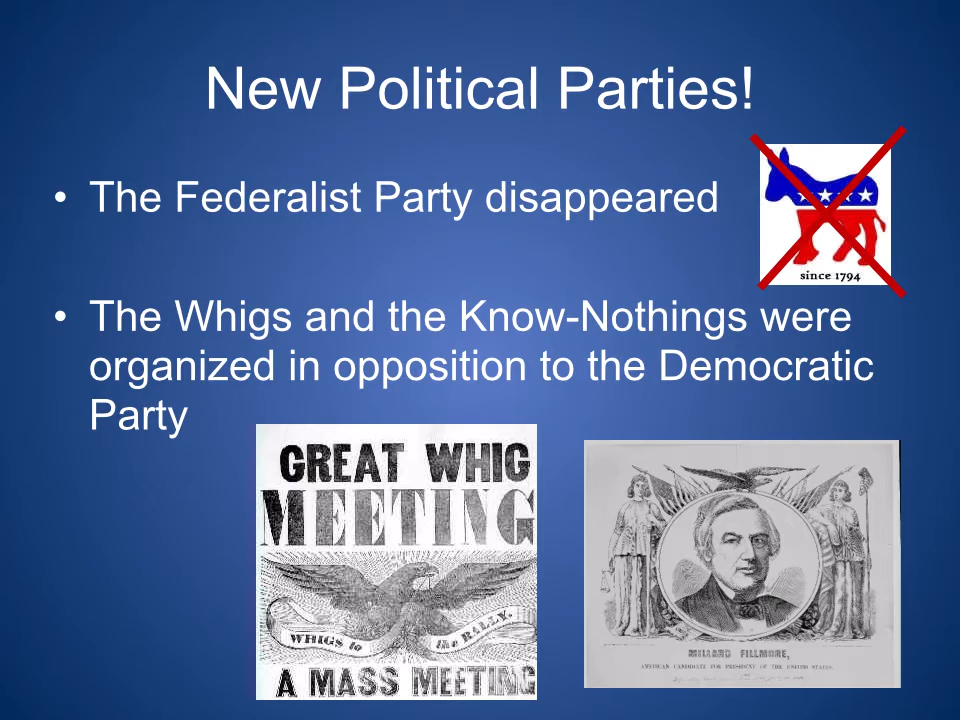 New Political Parties!
• The Federalist Party disappeared
since 1794
• The Whigs and the Know-Nothings were
organized in opposition to the Democratic
Party
GREAT WHIG
MEETING
WHIGS to the RALLY.
A MASS MEETING
MILLARD FILLMORE,
AMERICAN CANDIDATE FOR PRESIDENT OF THE UNITED STATES.